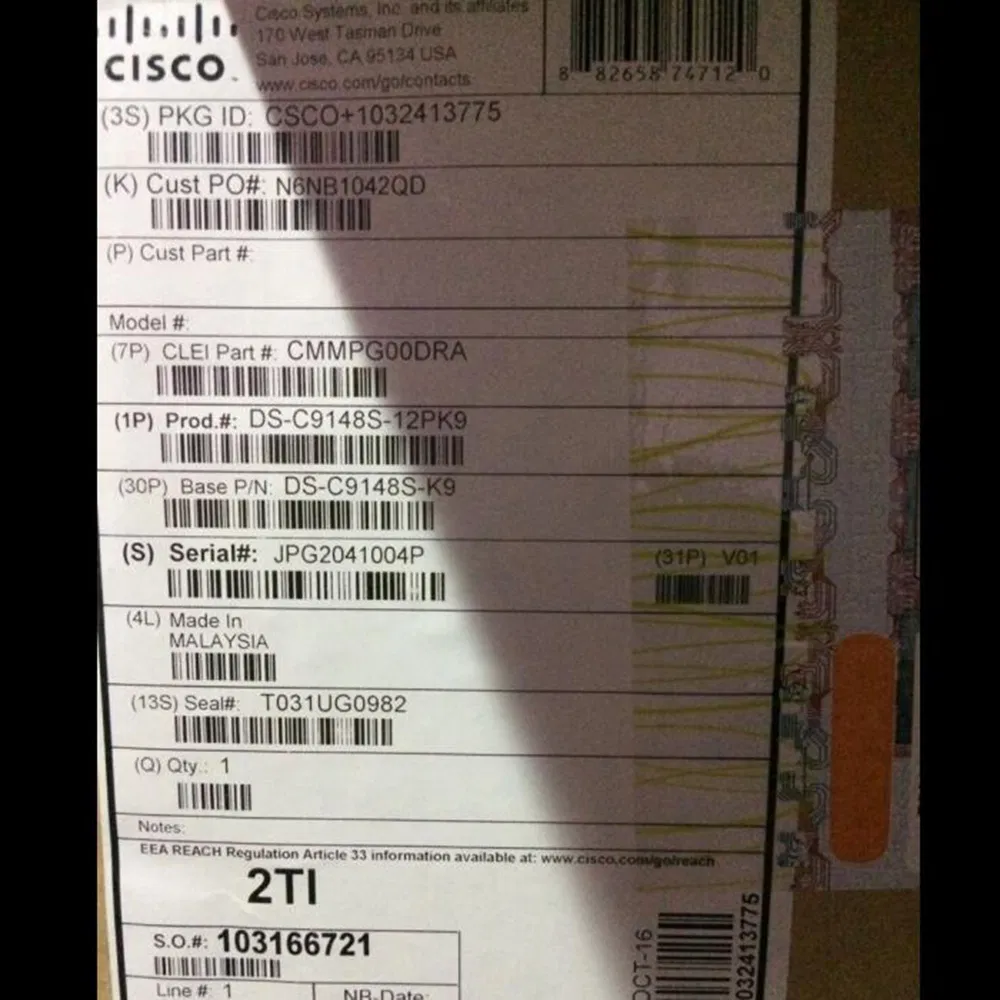 CISCO
Cisco Systems, Inc. and its affiliates
170 West Tasman Drive
San Jose, CA 95134 USA
www.cisco.com/go/contacts
8 82658 74712 0
(3S) PKG ID: CSCO+1032413775
(K) Cust PO#: N6NB1042QD
(P) Cust Part #:
Model #:
(7P) CLEI Part #: CMMPG00DRA
(1P) Prod.#: DS-C9148S-12PK9
(30P) Base P/N: DS-C9148S-K9
(S) Serial#: JPG2041004P
(31P) V01
(4L) Made In
MALAYSIA
(13S) Seal#: T031UG0982
(Q) Qty.: 1
Notes:
EEA REACH Regulation Article 33 information available at: www.cisco.com/go/reach
2TI
S.O.#: 103166721
Line #: 1
NB-Date:
OCT-16
032413775